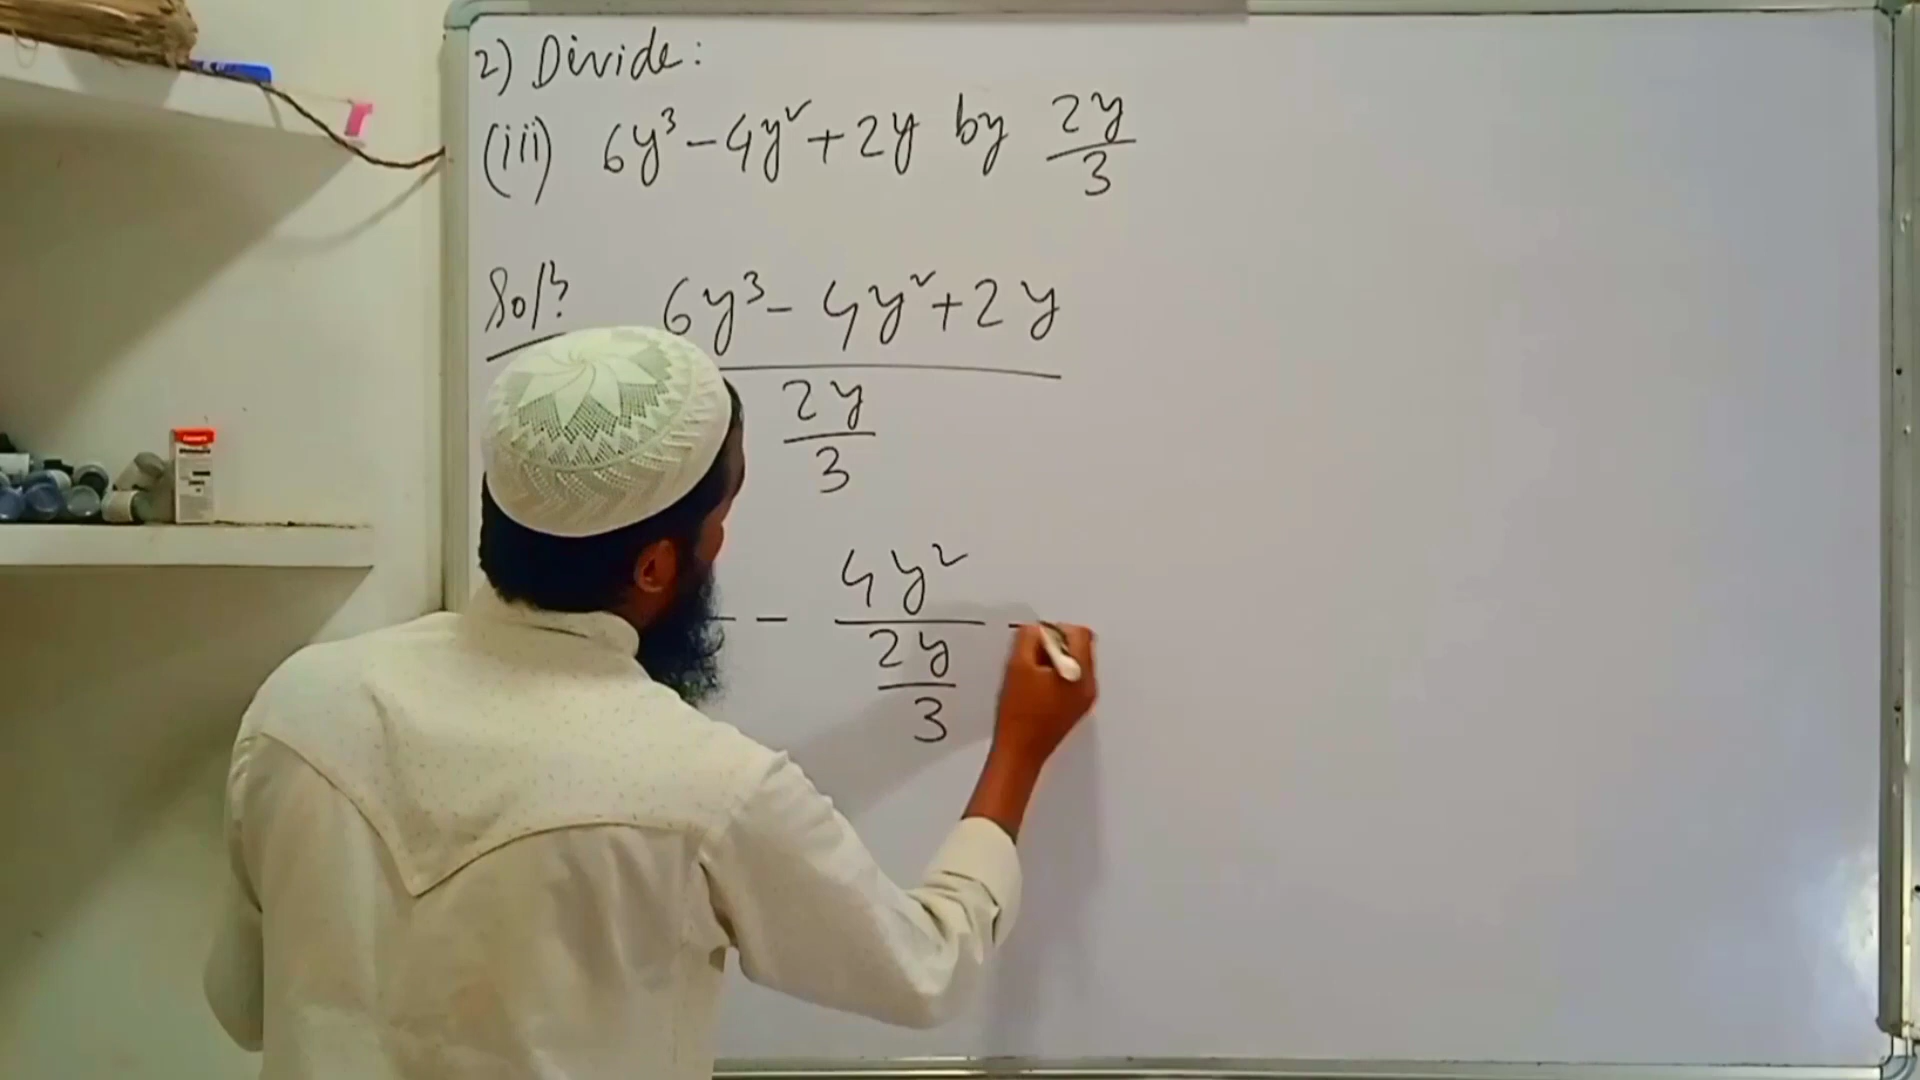 2) Divide:
(iii) 6y³ - 4y² + 2y by 2y/3
Sol?
6y³ - 4y² + 2y
2y
3
- 4y² -
2y
3